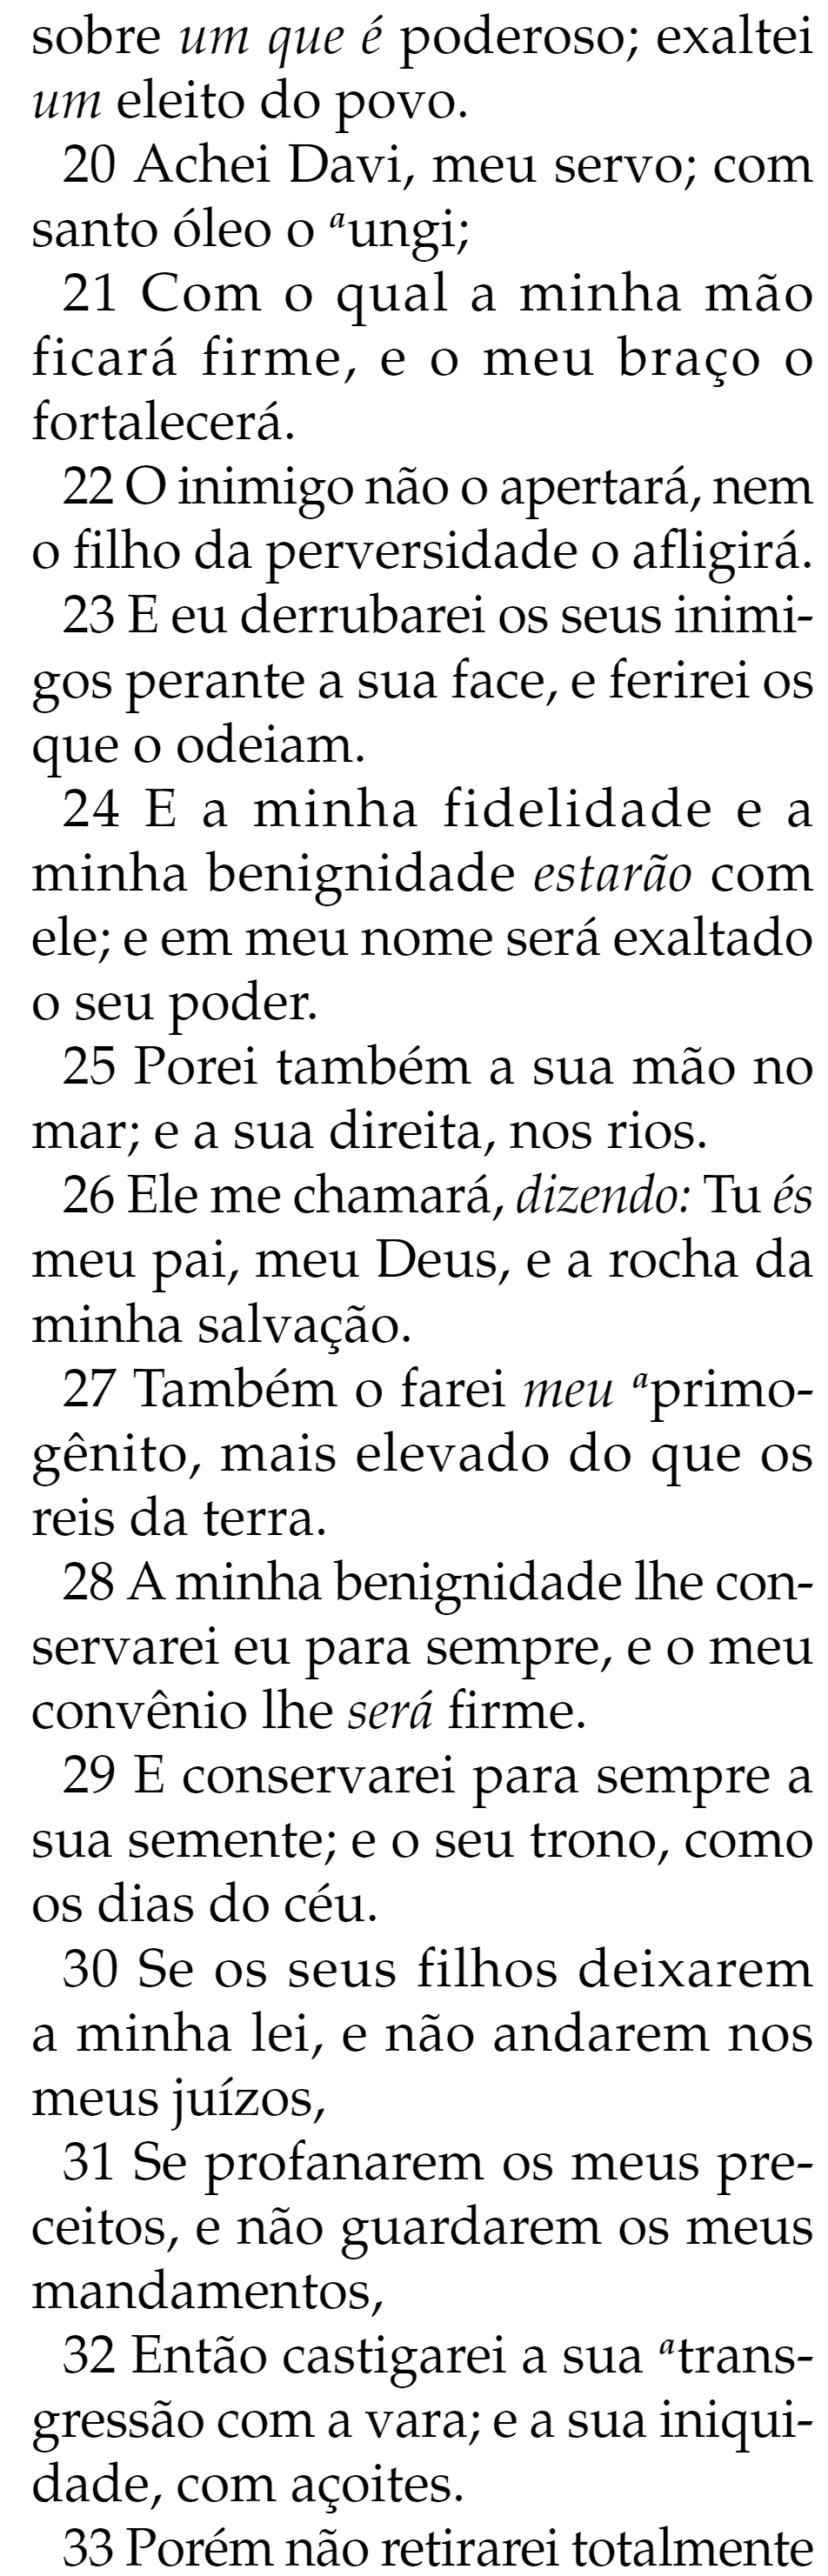 sobre um que é poderoso; exaltei
um eleito do povo.
20 Achei Davi, meu servo; com
santo óleo o ᵃungi;
21 Com o qual a minha mão
ficará firme, e o meu braço o
fortalecerá.
22 O inimigo não o apertará, nem
o filho da perversidade o afligirá.
23 E eu derrubarei os seus inimi-
gos perante a sua face, e ferirei os
que o odeiam.
24 E a minha fidelidade e a
minha benignidade estarão com
ele; e em meu nome será exaltado
o seu poder.
25 Porei também a sua mão no
mar; e a sua direita, nos rios.
26 Ele me chamará, dizendo: Tu és
meu pai, meu Deus, e a rocha da
minha salvação.
27 Também o farei meu ᵃprimo-
gênito, mais elevado do que os
reis da terra.
28 A minha benignidade lhe con-
servarei eu para sempre, e o meu
convênio lhe será firme.
29 E conservarei para sempre a
sua semente; e o seu trono, como
os dias do céu.
30 Se os seus filhos deixarem
a minha lei, e não andarem nos
meus juízos,
31 Se profanarem os meus pre-
ceitos, e não guardarem os meus
mandamentos,
32 Então castigarei a sua ᵃtrans-
gressão com a vara; e a sua iniqui-
dade, com açoites.
33 Porém não retirarei totalmente